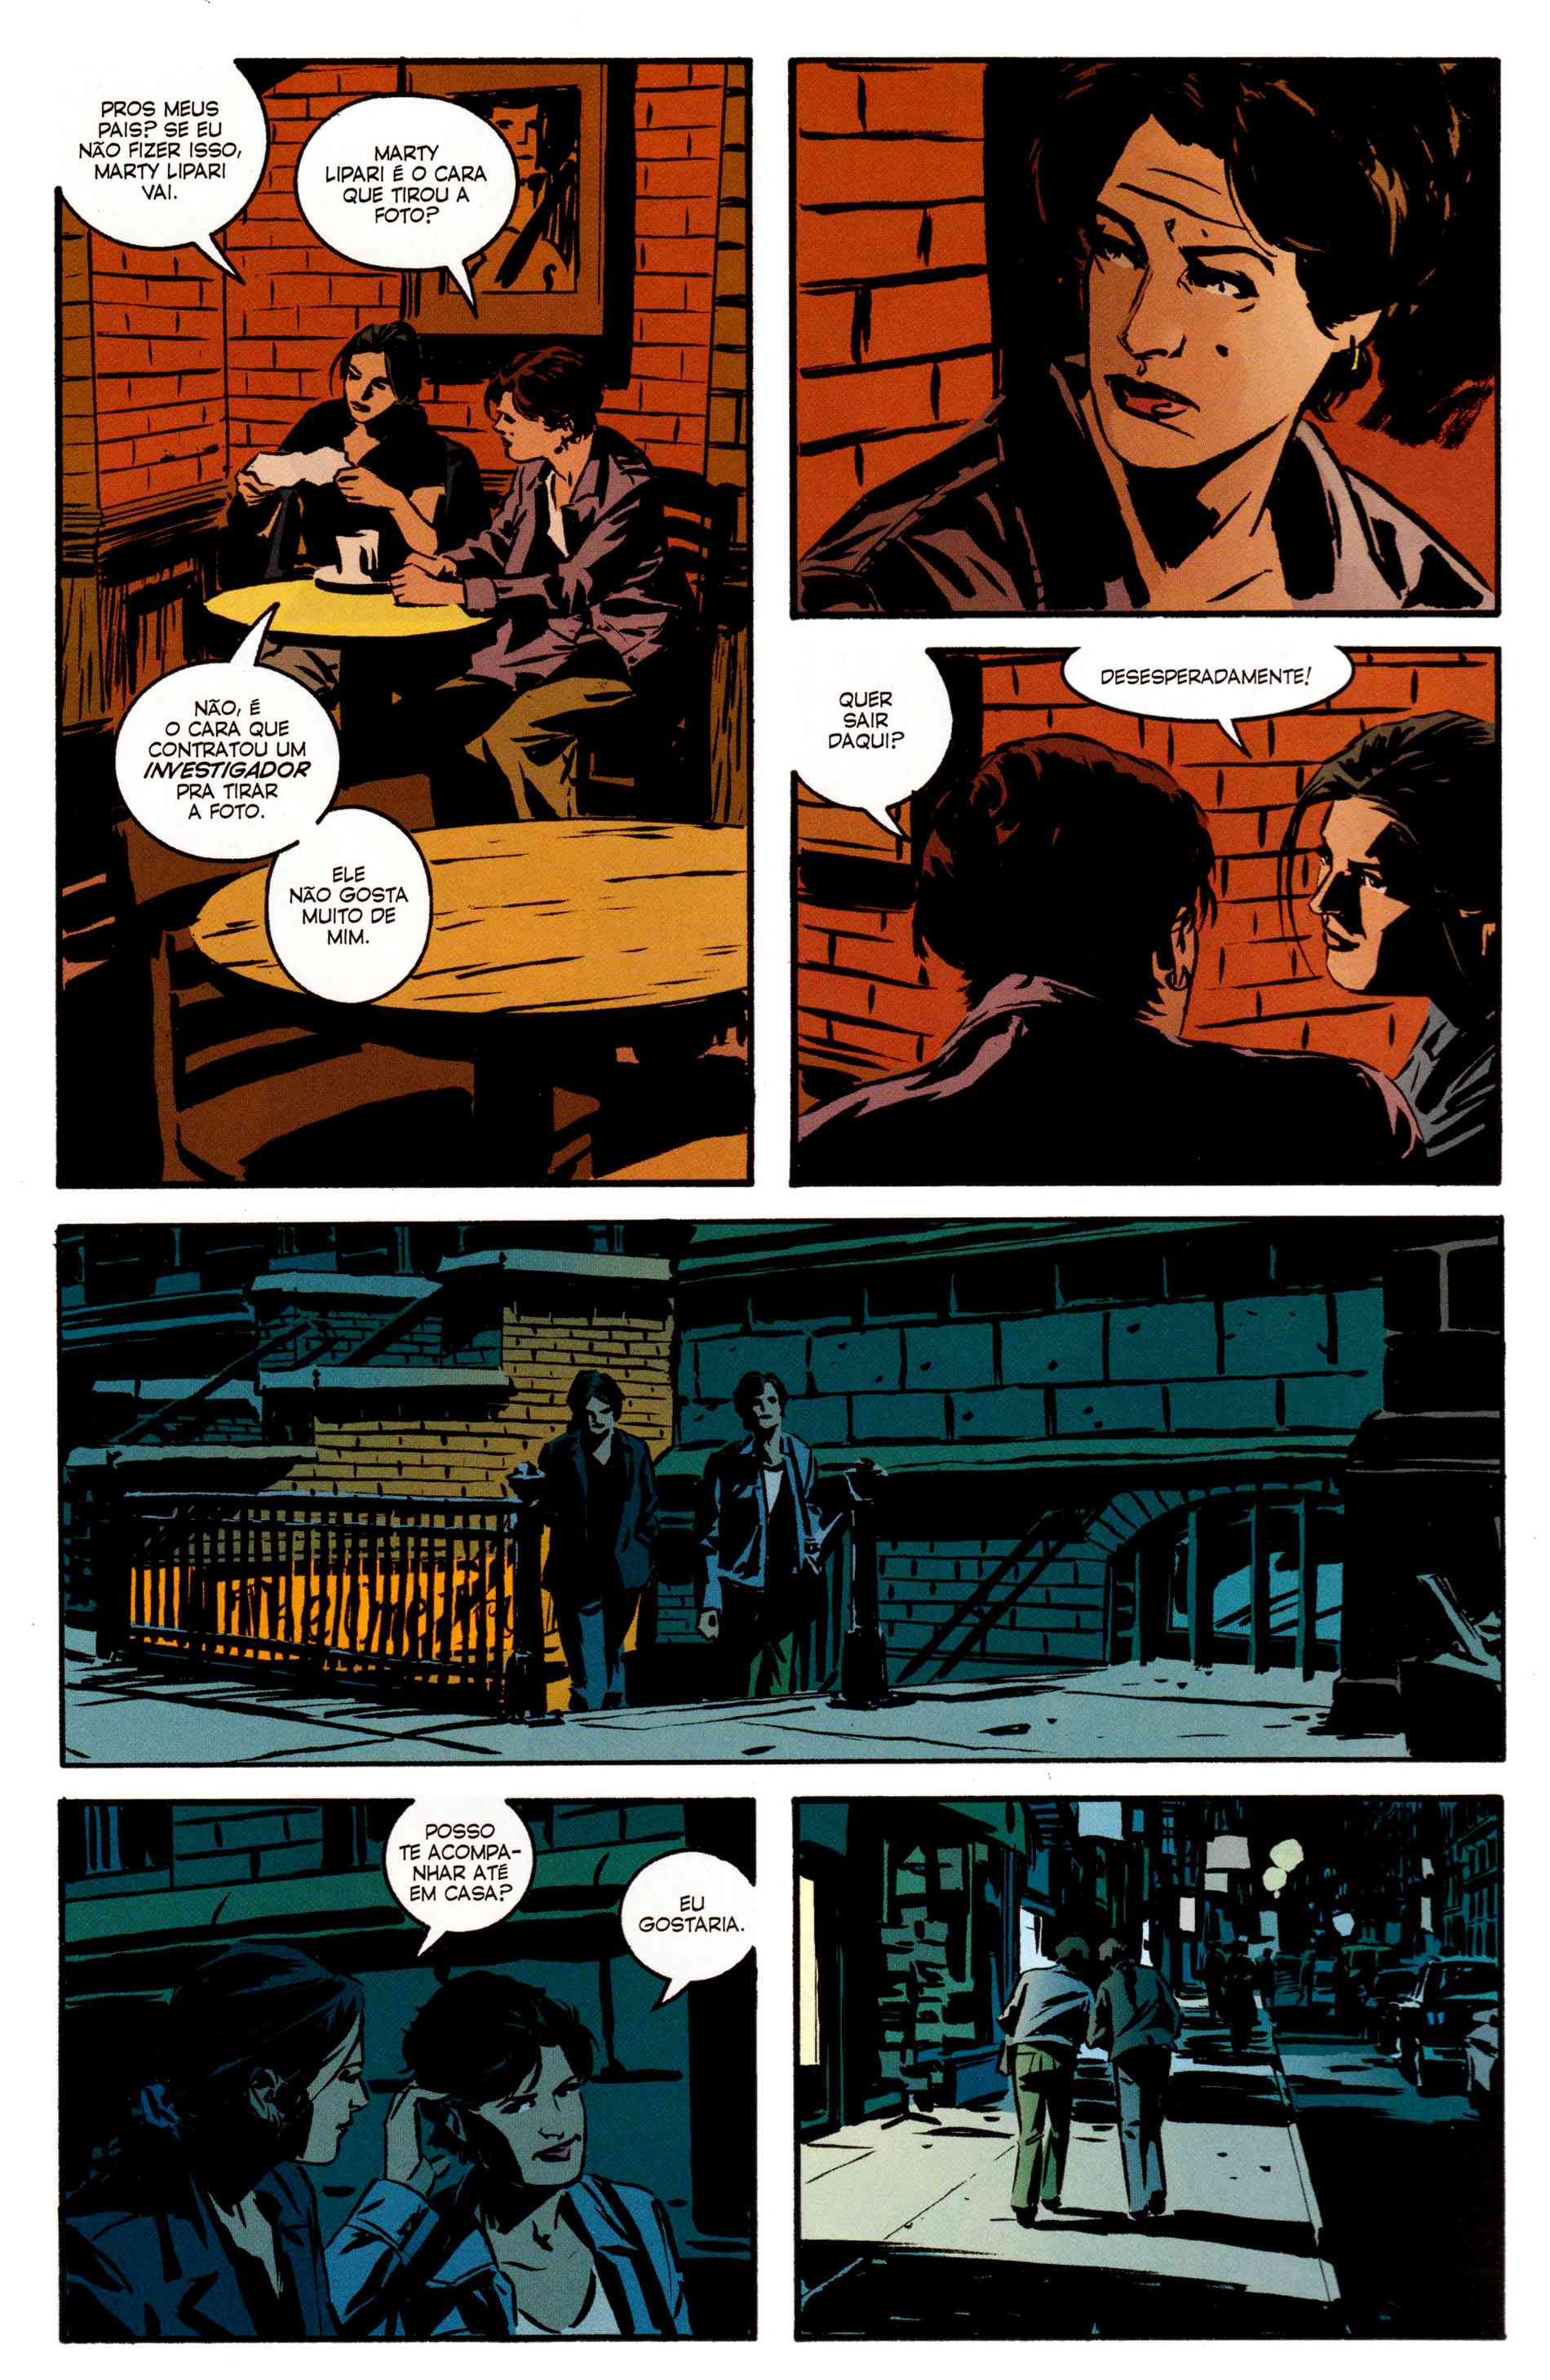 PROS MEUS
PAIS? SE EU
NÃO FIZER ISSO,
MARTY LIPARI
VAI.
MARTY
LIPARI É O CARA
QUE TIROU A
FOTO?
NÃO, É
O CARA QUE
CONTRATOU UM
INVESTIGADOR
PRA TIRAR
A FOTO.
ELE
NÃO GOSTA
MUITO DE
MIM.
QUER
SAIR
DAQUI?
DESESPERADAMENTE!
POSSO
TE ACOMPA-
NHAR ATÉ
EM CASA?
EU
GOSTARIA.